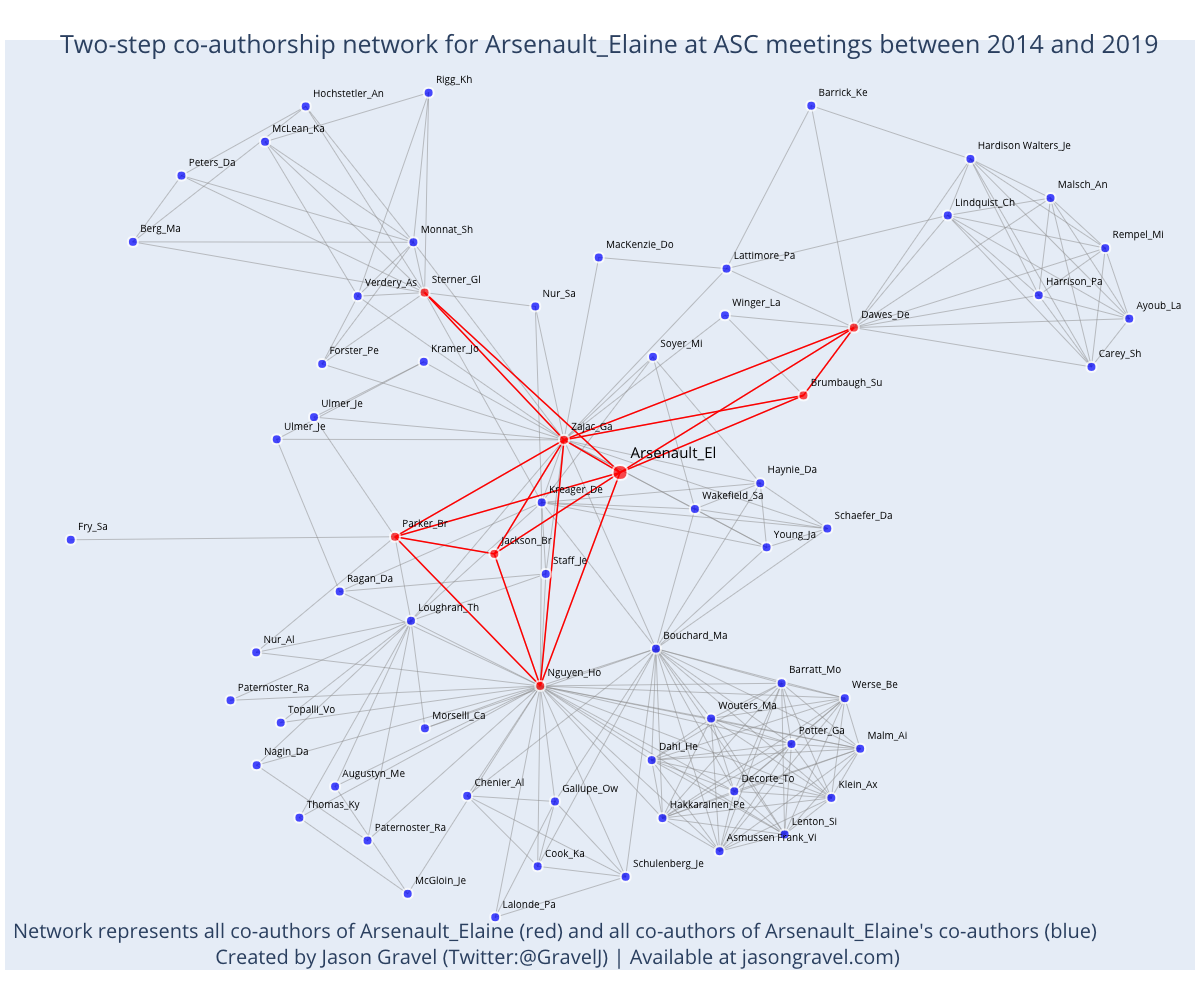 Two-step co-authorship network for Arsenault_Elaine at ASC meetings between 2014 and 2019
Rigg_Kh
Hochstetler_An
Barrick_Ke
McLean_Ka
Hardison Walters_Je
Peters_Da
Malsch_An
Lindquist_Ch
Berg_Ma
Monnat_Sh
Rempel_Mi
MacKenzie_Do
Lattimore_Pa
Verdery_As
Sterner_Gl
Harrison_Pa
Nur_Sa
Winger_La
Ayoub_La
Dawes_De
Forster_Pe
Kramer_Jo
Soyer_Mi
Carey_Sh
Brumbaugh_Su
Ulmer_Je
Ulmer_Je
Zajac_Ga
Arsenault_El
Haynie_Da
Kreager_De
Wakefield_Sa
Schaefer_Da
Fry_Sa
Parker_Br
Jackson_Br
Young_Ja
Staff_Je
Ragan_Da
Loughran_Th
Nur_Al
Bouchard_Ma
Nguyen_Ho
Barratt_Mo
Paternoster_Ra
Werse_Be
Topalli_Vo
Morselli_Ca
Wouters_Ma
Potter_Ga
Malm_Ai
Nagin_Da
Dahl_He
Augustyn_Me
Chenier_Al
Gallupe_Ow
Decorte_To
Klein_Ax
Thomas_Ky
Hakkarainen_Pe
Paternoster_Ra
Lenton_Si
Asmussen Frank_Vi
Cook_Ka
Schulenberg_Je
McGloin_Je
Lalonde_Pa
Network represents all co-authors of Arsenault_Elaine (red) and all co-authors of Arsenault_Elaine's co-authors (blue)
Created by Jason Gravel (Twitter:@GravelJ) | Available at jasongravel.com)